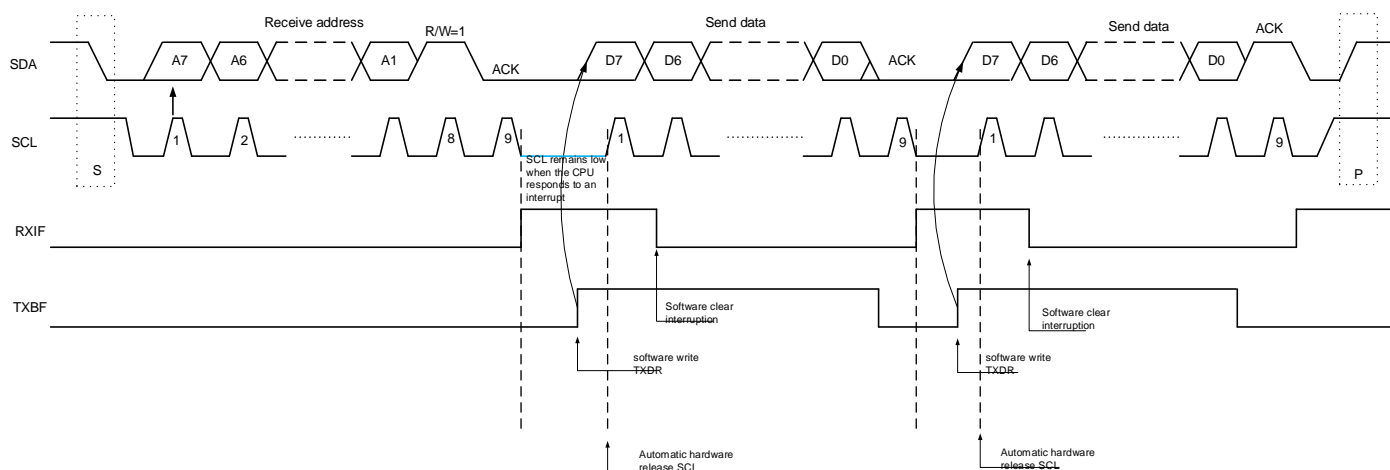 Receive address
Send data
Send data
R/W=1
ACK
SDA
A7
A6
A1
ACK
D7
D6
D0
ACK
D7
D6
D0
SCL
1
2
8
9
1
9
1
9
S
SCL remains low
when the CPU
responds to an
interrupt
P
RXIF
TXBF
Software clear
interruption
Software clear
interruption
software write
TXDR
software write
TXDR
Automatic hardware
release SCL
Automatic hardware
release SCL